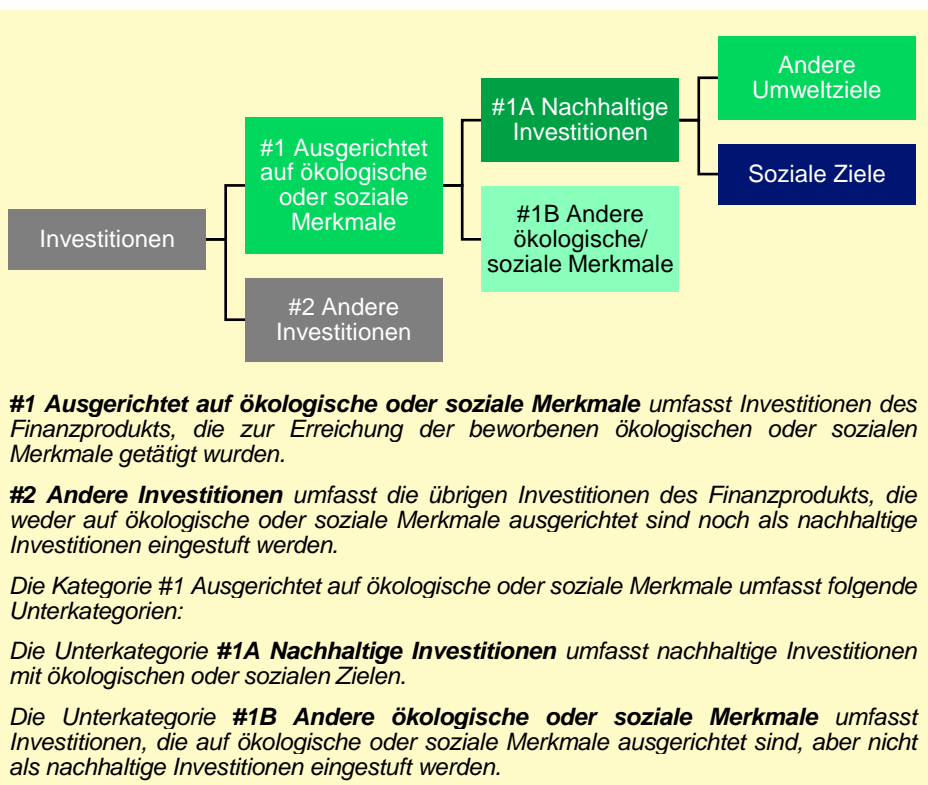 Andere
Umweltziele
#1A Nachhaltige
Investitionen
#1 Ausgerichtet
auf ökologische
oder soziale
Merkmale
Soziale Ziele
#1B Andere
ökologische/
soziale Merkmale
Investitionen
#2 Andere
Investitionen
#1 Ausgerichtet auf ökologische oder soziale Merkmale umfasst Investitionen des
Finanzprodukts, die zur Erreichung der beworbenen ökologischen oder sozialen
Merkmale getätigt wurden.
#2 Andere Investitionen umfasst die übrigen Investitionen des Finanzprodukts, die
weder auf ökologische oder soziale Merkmale ausgerichtet sind noch als nachhaltige
Investitionen eingestuft werden.
Die Kategorie #1 Ausgerichtet auf ökologische oder soziale Merkmale umfasst folgende
Unterkategorien:
Die Unterkategorie #1A Nachhaltige Investitionen umfasst nachhaltige Investitionen
mit ökologischen oder sozialen Zielen.
Die Unterkategorie #1B Andere ökologische oder soziale Merkmale umfasst
Investitionen, die auf ökologische oder soziale Merkmale ausgerichtet sind, aber nicht
als nachhaltige Investitionen eingestuft werden.